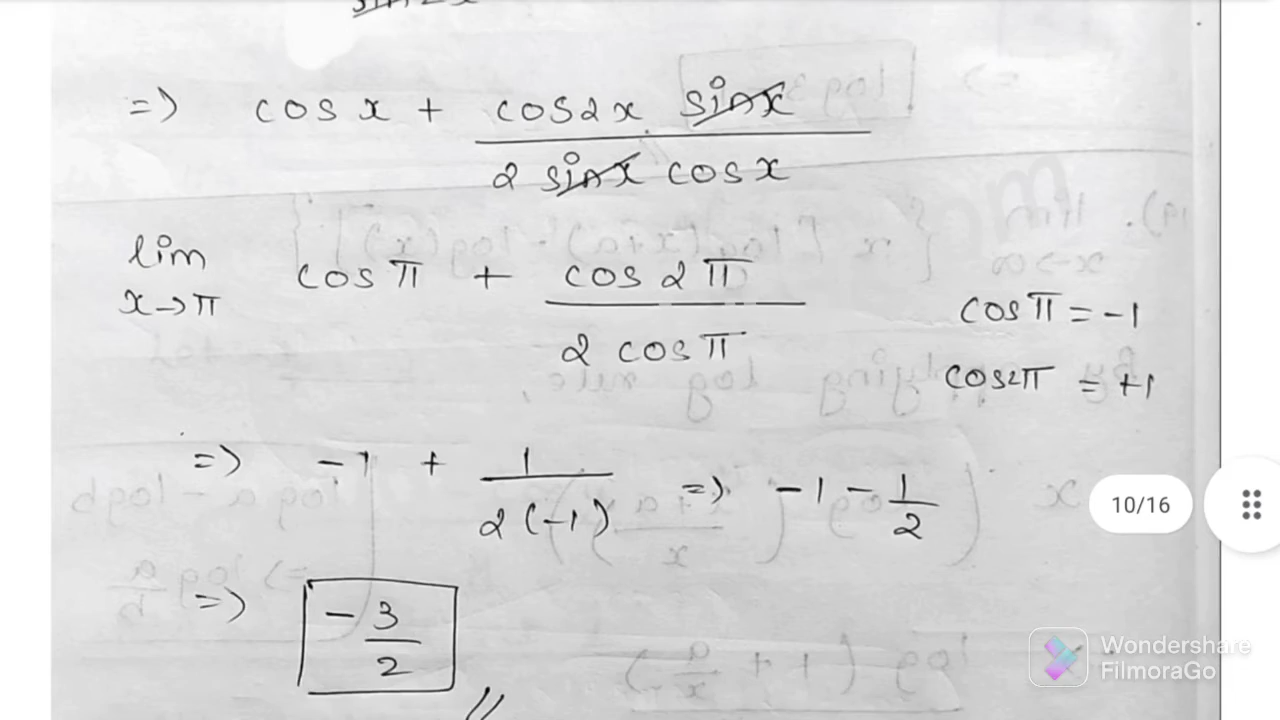 =) cos x + cos2x sinx / 2 sinx cosx
lim x→π cos π + cos 2π / 2 cos π
cos π = -1
cos2π = +1
=) -1 + 1 / 2(-1) =) -1 - 1/2
10/16
=) - 3/2 //
Wondershare
FilmoraGo